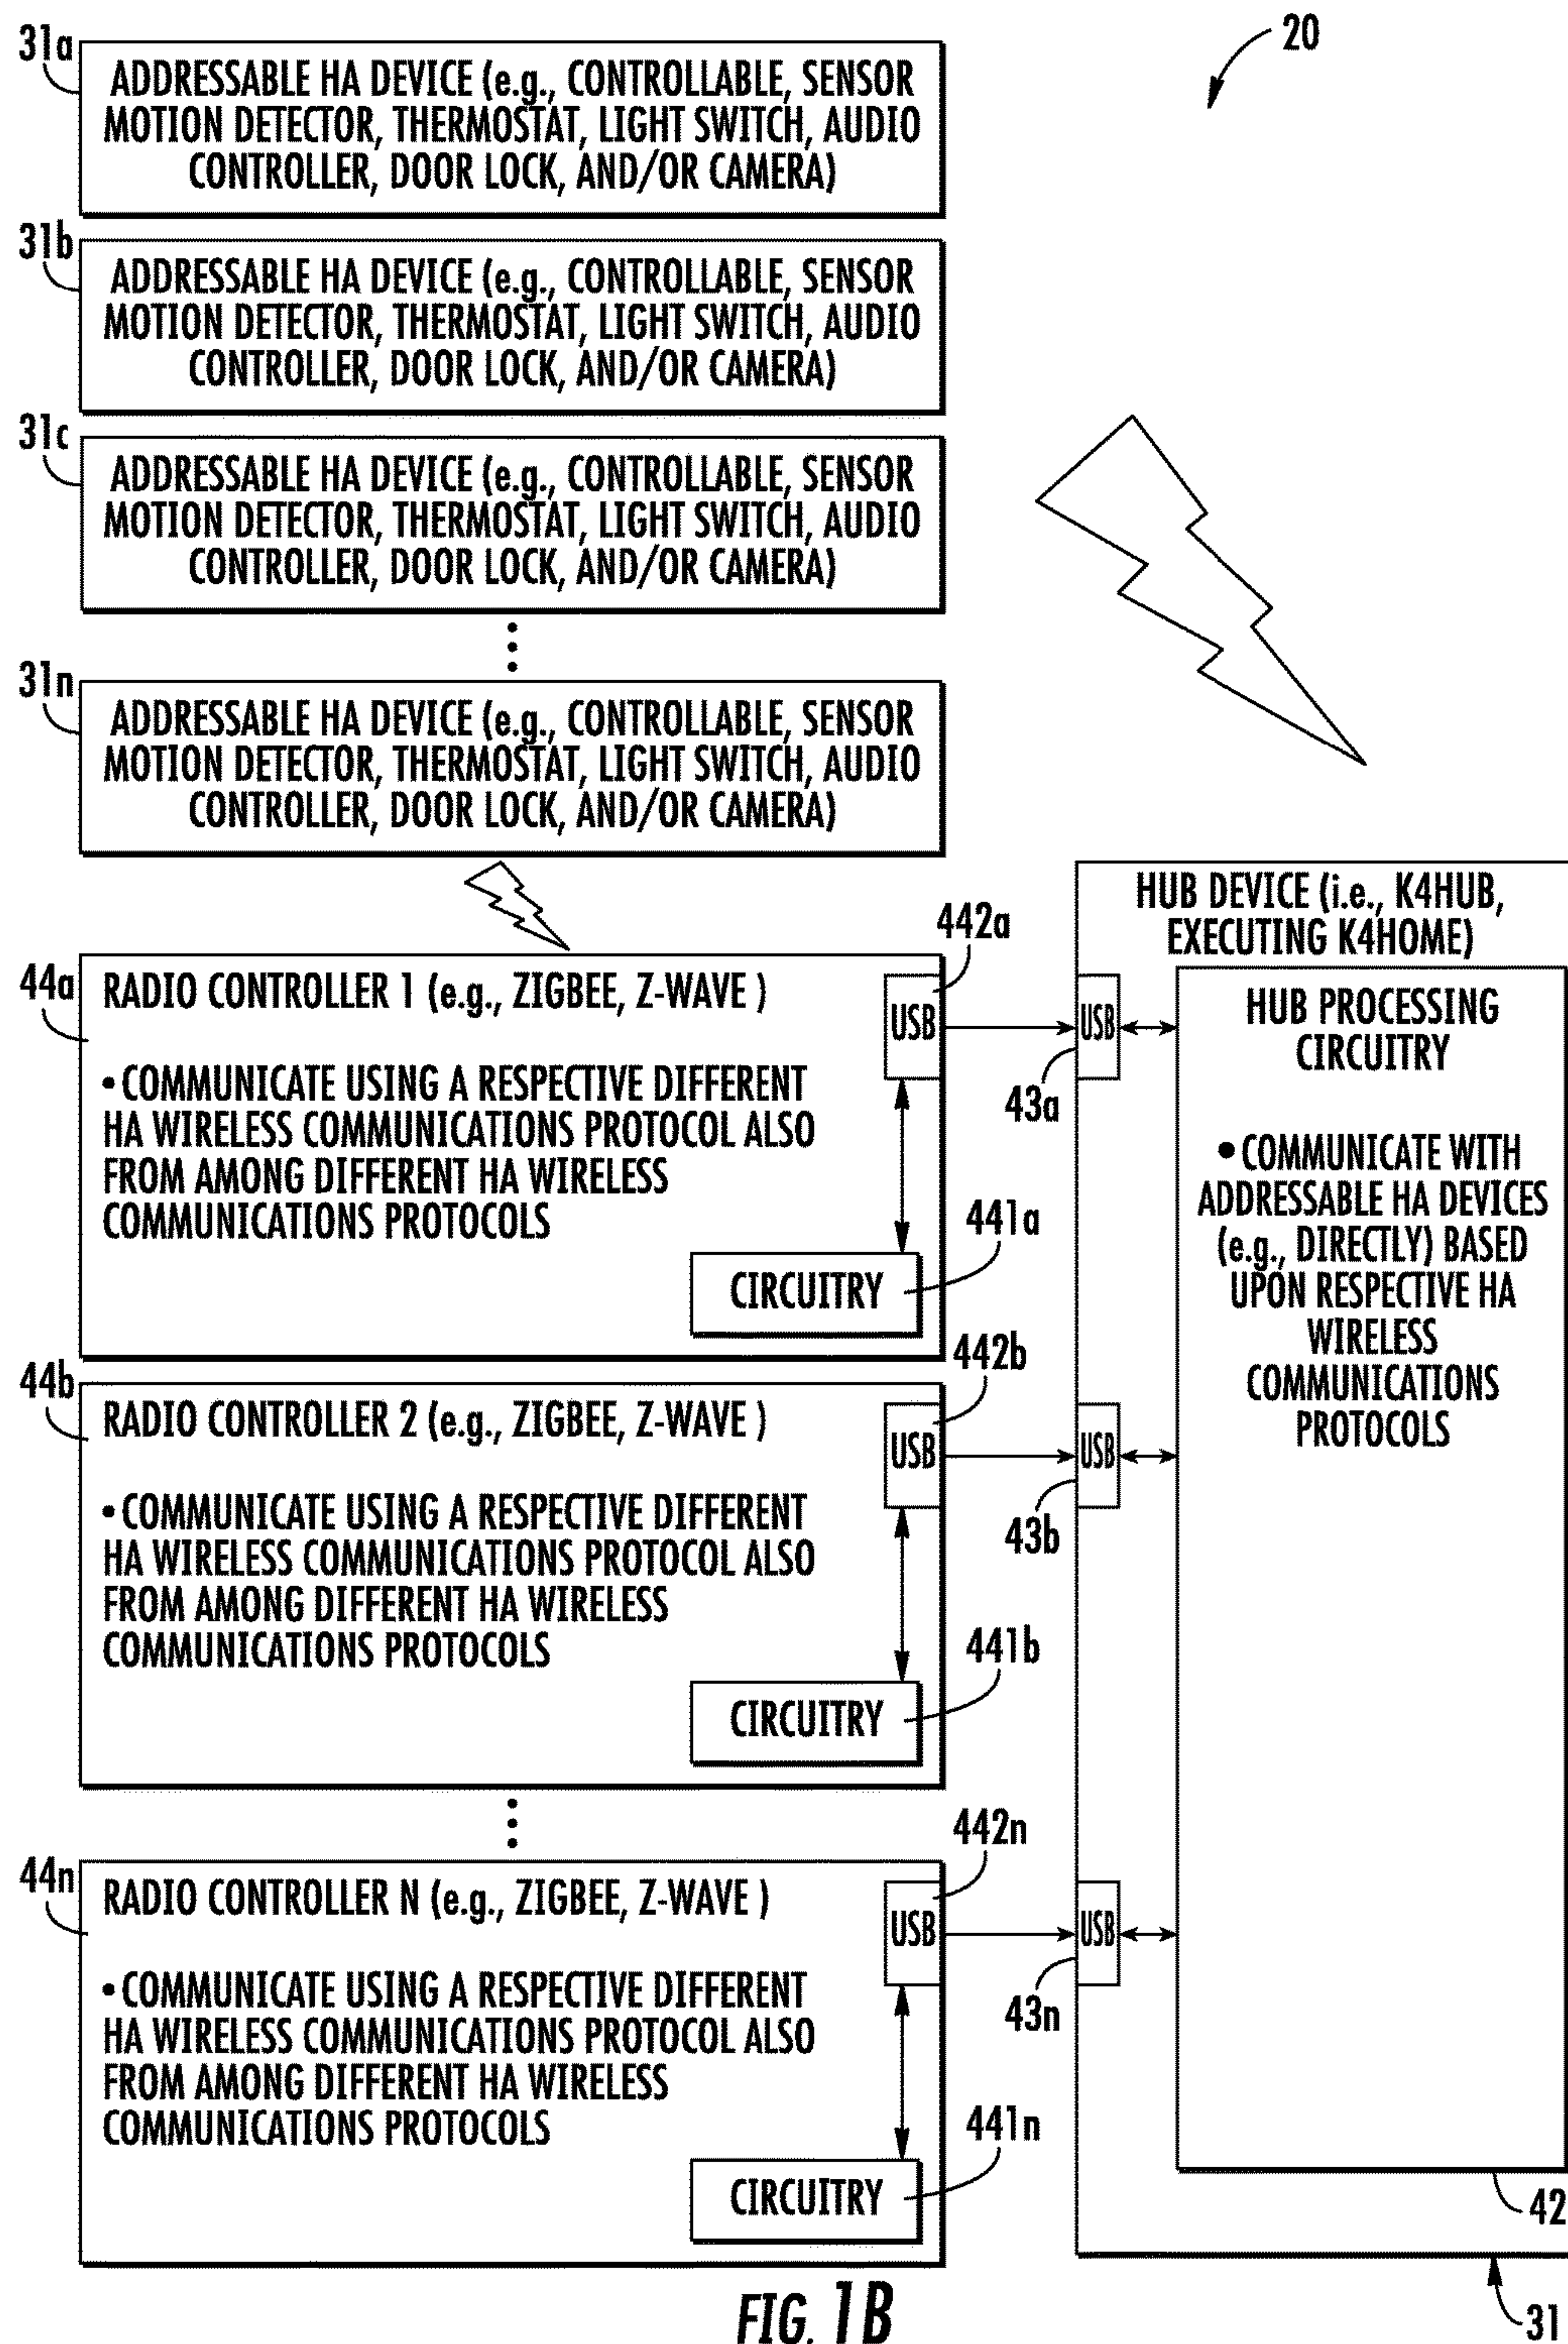 20
31a
ADDRESSABLE HA DEVICE (e.g., CONTROLLABLE, SENSOR
MOTION DETECTOR, THERMOSTAT, LIGHT SWITCH, AUDIO
CONTROLLER, DOOR LOCK, AND/OR CAMERA)
31b
ADDRESSABLE HA DEVICE (e.g., CONTROLLABLE, SENSOR
MOTION DETECTOR, THERMOSTAT, LIGHT SWITCH, AUDIO
CONTROLLER, DOOR LOCK, AND/OR CAMERA)
31c
ADDRESSABLE HA DEVICE (e.g., CONTROLLABLE, SENSOR
MOTION DETECTOR, THERMOSTAT, LIGHT SWITCH, AUDIO
CONTROLLER, DOOR LOCK, AND/OR CAMERA)
31n
ADDRESSABLE HA DEVICE (e.g., CONTROLLABLE, SENSOR
MOTION DETECTOR, THERMOSTAT, LIGHT SWITCH, AUDIO
CONTROLLER, DOOR LOCK, AND/OR CAMERA)
44a
RADIO CONTROLLER 1 (e.g., ZIGBEE, Z-WAVE )
• COMMUNICATE USING A RESPECTIVE DIFFERENT
HA WIRELESS COMMUNICATIONS PROTOCOL ALSO
FROM AMONG DIFFERENT HA WIRELESS
COMMUNICATIONS PROTOCOLS
442a
USB
441a
CIRCUITRY
44b
RADIO CONTROLLER 2 (e.g., ZIGBEE, Z-WAVE )
• COMMUNICATE USING A RESPECTIVE DIFFERENT
HA WIRELESS COMMUNICATIONS PROTOCOL ALSO
FROM AMONG DIFFERENT HA WIRELESS
COMMUNICATIONS PROTOCOLS
442b
USB
441b
CIRCUITRY
44n
RADIO CONTROLLER N (e.g., ZIGBEE, Z-WAVE )
• COMMUNICATE USING A RESPECTIVE DIFFERENT
HA WIRELESS COMMUNICATIONS PROTOCOL ALSO
FROM AMONG DIFFERENT HA WIRELESS
COMMUNICATIONS PROTOCOLS
442n
USB
441n
CIRCUITRY
HUB DEVICE (i.e., K4HUB,
EXECUTING K4HOME)
USB
43a
USB
43b
USB
43n
HUB PROCESSING
CIRCUITRY
• COMMUNICATE WITH
ADDRESSABLE HA DEVICES
(e.g., DIRECTLY) BASED
UPON RESPECTIVE HA
WIRELESS
COMMUNICATIONS
PROTOCOLS
42
31
FIG. 1B